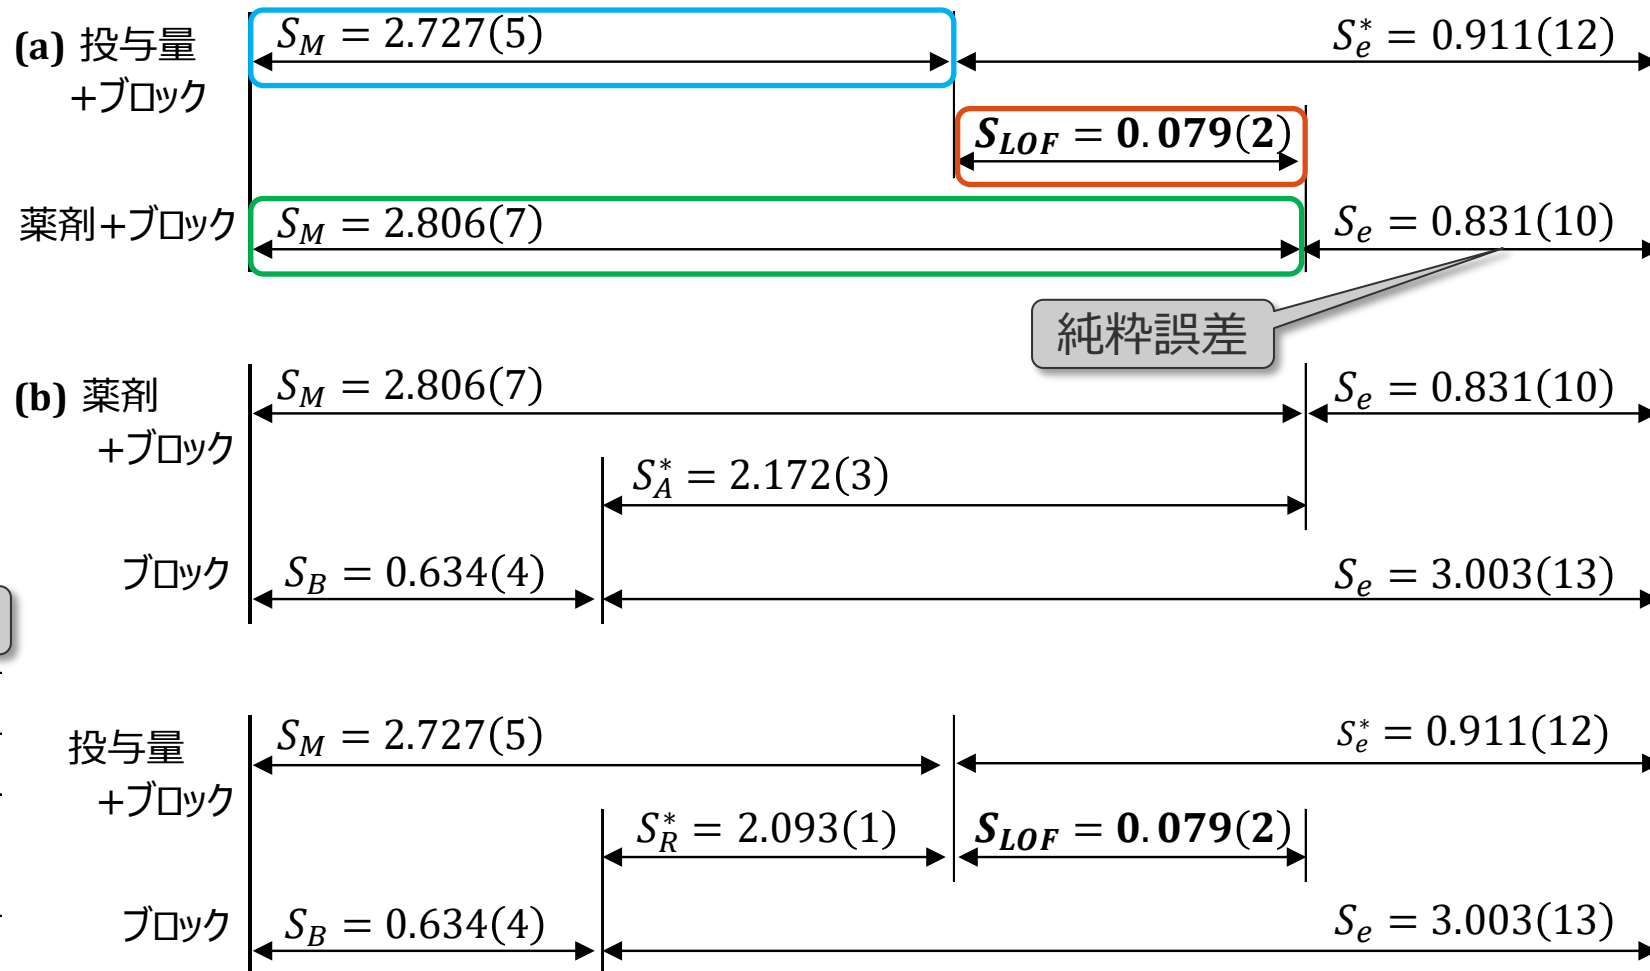 (a) 投与量
+ブロック
S_M = 2.727(5)
S_e^* = 0.911(12)
S_LOF = 0.079(2)
薬剤+ブロック
S_M = 2.806(7)
S_e = 0.831(10)
純粋誤差
(b) 薬剤
+ブロック
S_M = 2.806(7)
S_e = 0.831(10)
S_A^* = 2.172(3)
ブロック
S_B = 0.634(4)
S_e = 3.003(13)
投与量
+ブロック
S_M = 2.727(5)
S_e^* = 0.911(12)
S_R^* = 2.093(1)
S_LOF = 0.079(2)
ブロック
S_B = 0.634(4)
S_e = 3.003(13)